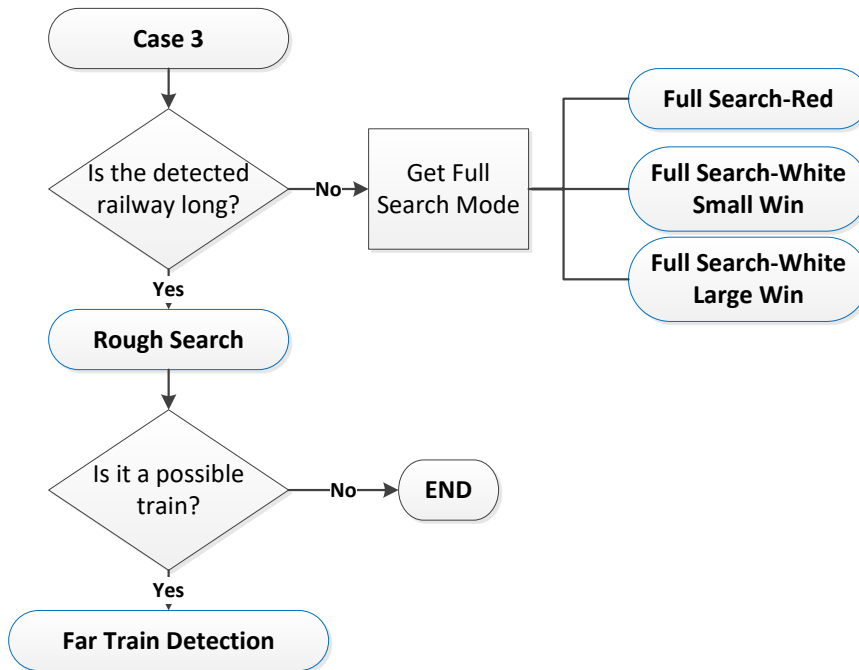 Case 3
Is the detected
railway long?
No
Get Full
Search Mode
Full Search-Red
Full Search-White
Small Win
Full Search-White
Large Win
Yes
Rough Search
Is it a possible
train?
No
END
Yes
Far Train Detection